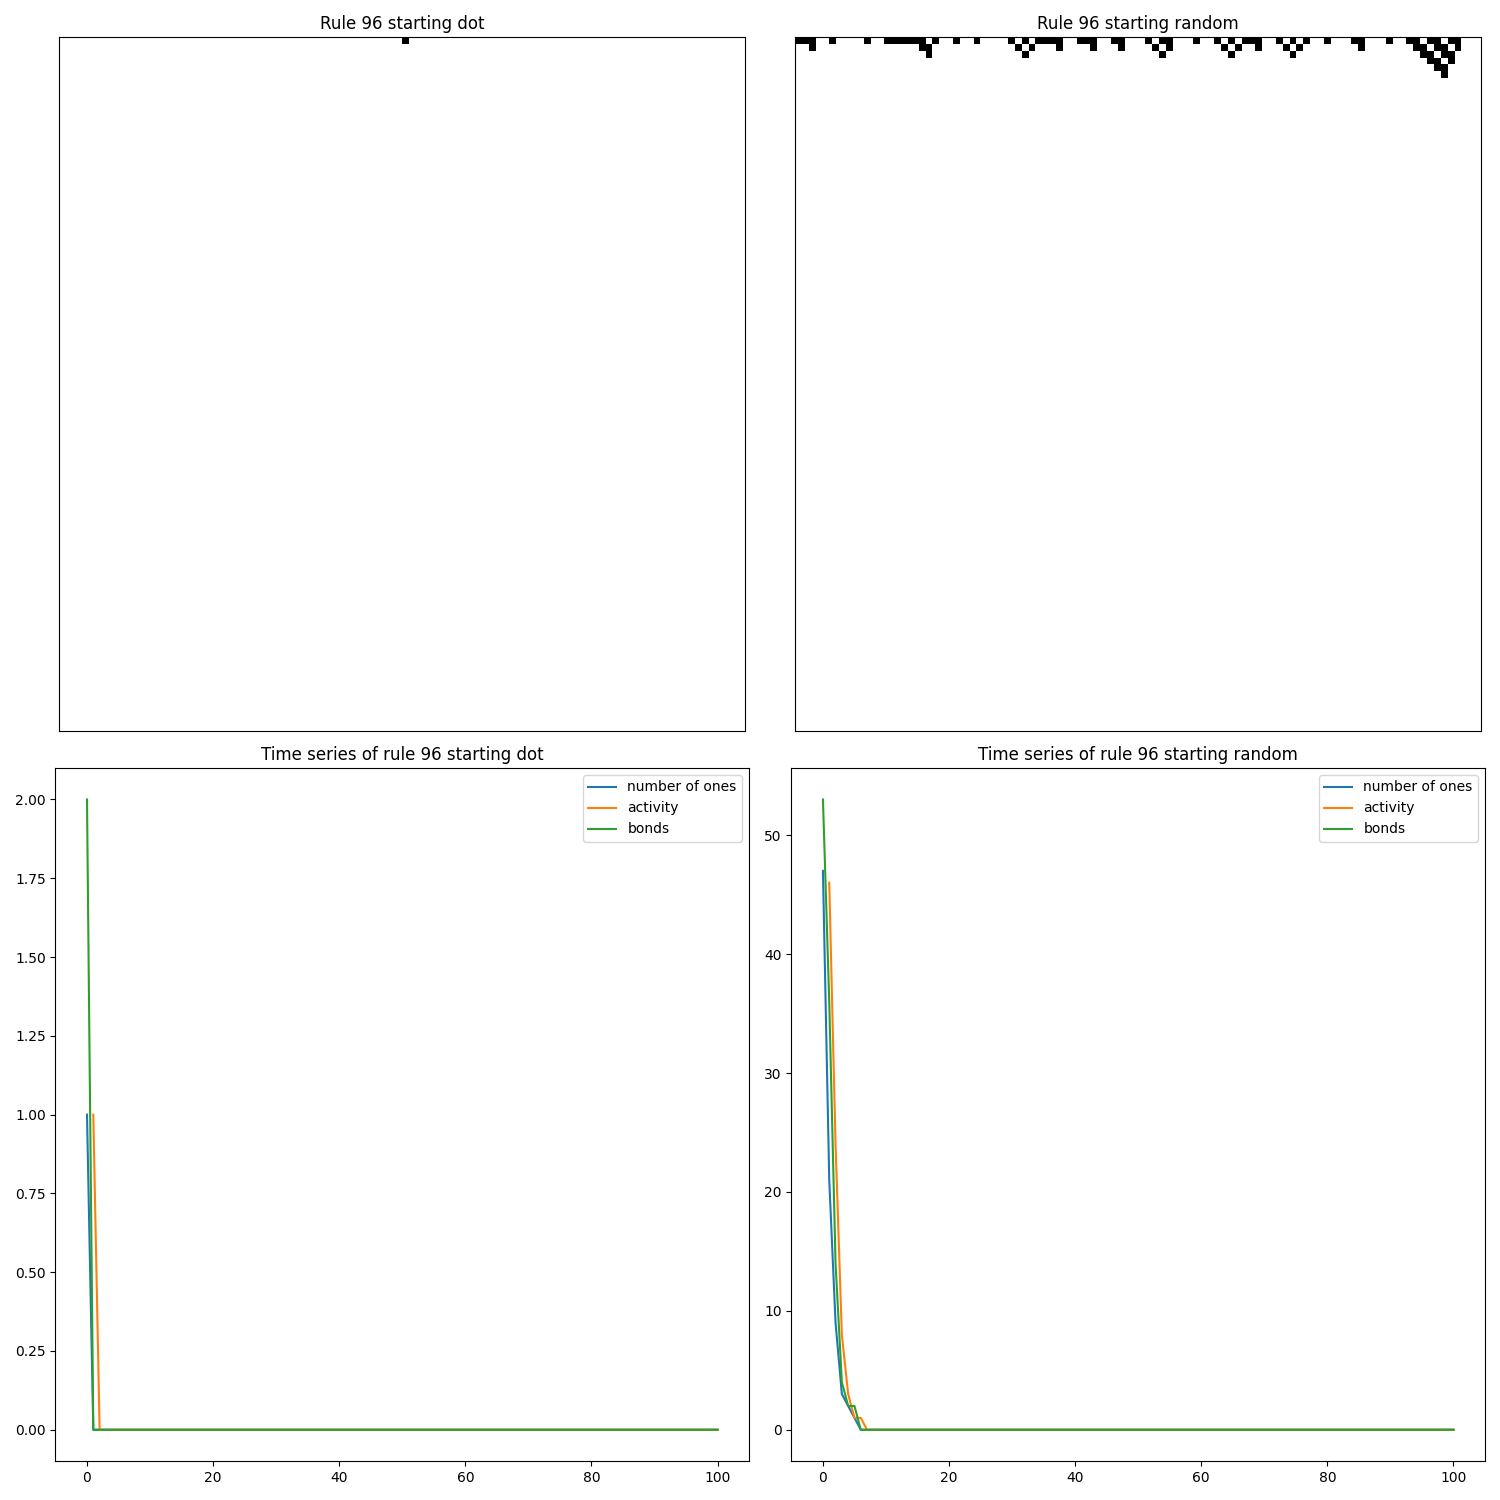 Rule 96 starting dot
Rule 96 starting random
Time series of rule 96 starting dot
2.00
1.75
1.50
1.25
1.00
0.75
0.50
0.25
0.00
0 20 40 60 80 100
number of ones
activity
bonds
Time series of rule 96 starting random
50
40
30
20
10
0
0 20 40 60 80 100
number of ones
activity
bonds